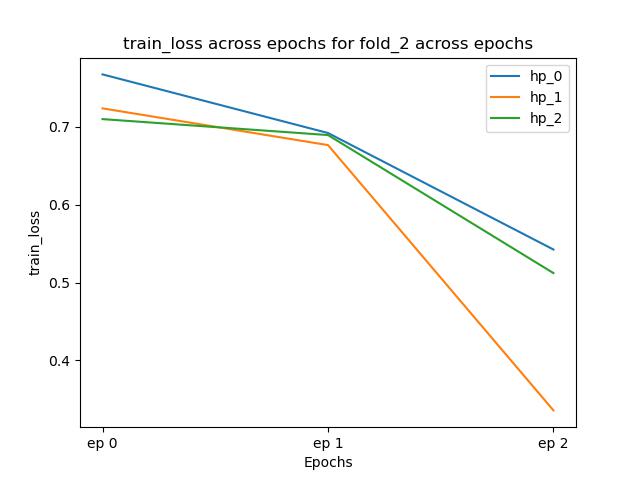 train_loss across epochs for fold_2 across epochs
hp_0
hp_1
hp_2
0.7
0.6
0.5
0.4
train_loss
ep 0
ep 1
ep 2
Epochs